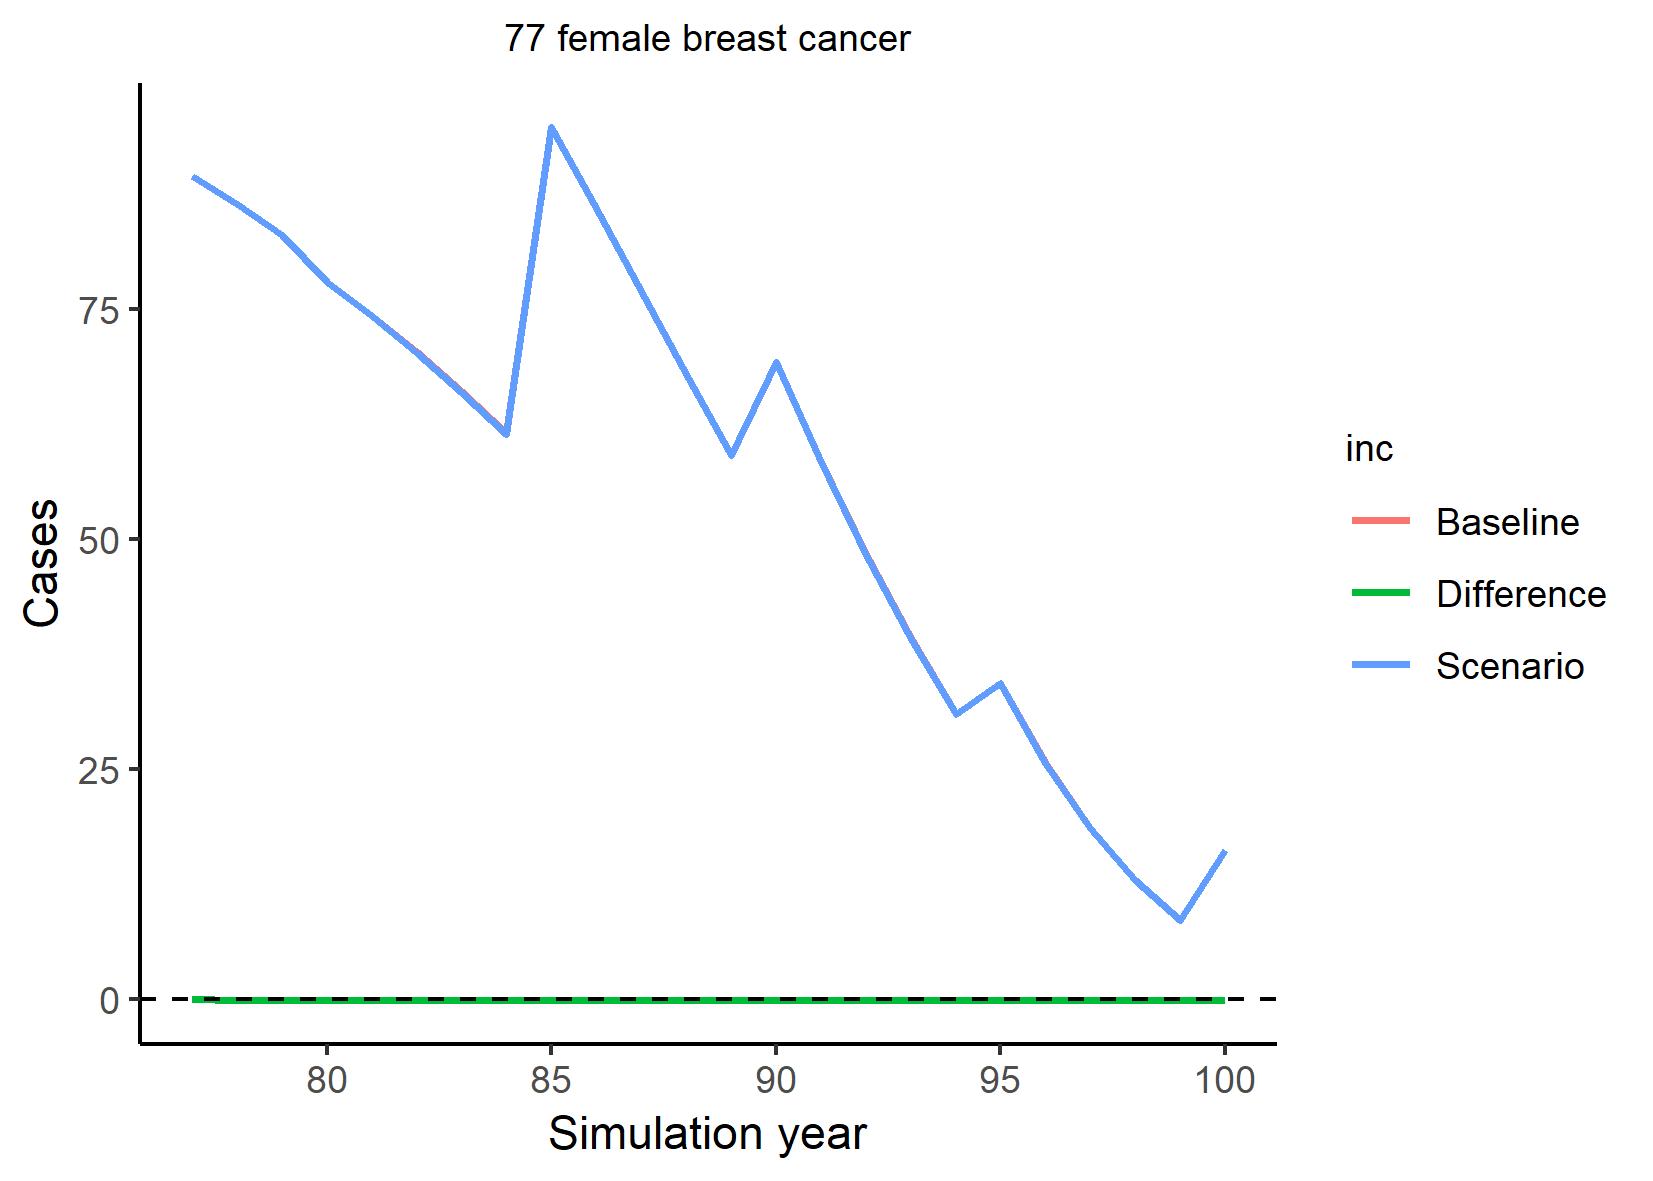 77 female breast cancer
Cases
75
50
25
0
80 85 90 95 100
Simulation year
inc
Baseline
Difference
Scenario